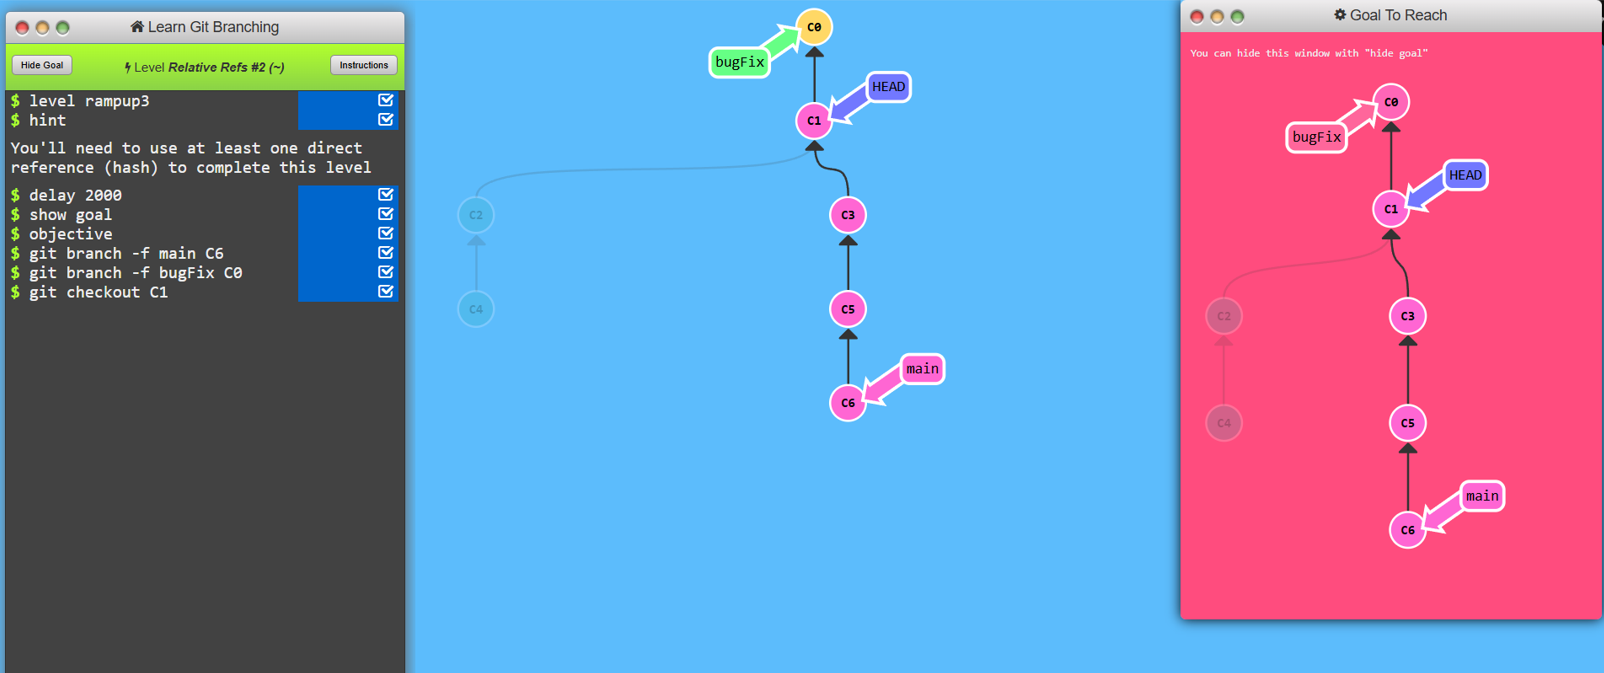 Learn Git Branching
Hide Goal
Level Relative Refs #2 (~)
Instructions
$ level rampup3
$ hint
You'll need to use at least one direct
reference (hash) to complete this level
$ delay 2000
$ show goal
$ objective
$ git branch -f main C6
$ git branch -f bugFix C0
$ git checkout C1
C0
bugFix
HEAD
C1
C2
C3
C4
C5
main
C6
Goal To Reach
You can hide this window with "hide goal"
C0
bugFix
HEAD
C1
C2
C3
C4
C5
main
C6